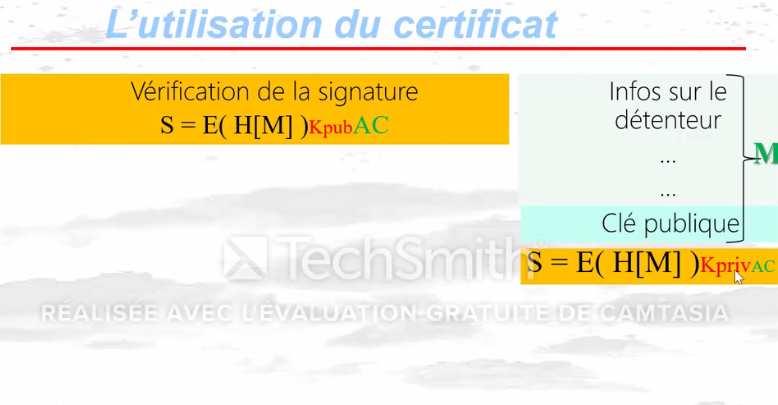 L'utilisation du certificat
Vérification de la signature
S = E( H[M] )KpubAC
Infos sur le
détenteur
...
...
M
Clé publique
S = E( H[M] )KprivAC
TechSmith®
RÉALISÉE AVEC L'ÉVALUATION GRATUITE DE CAMTASIA